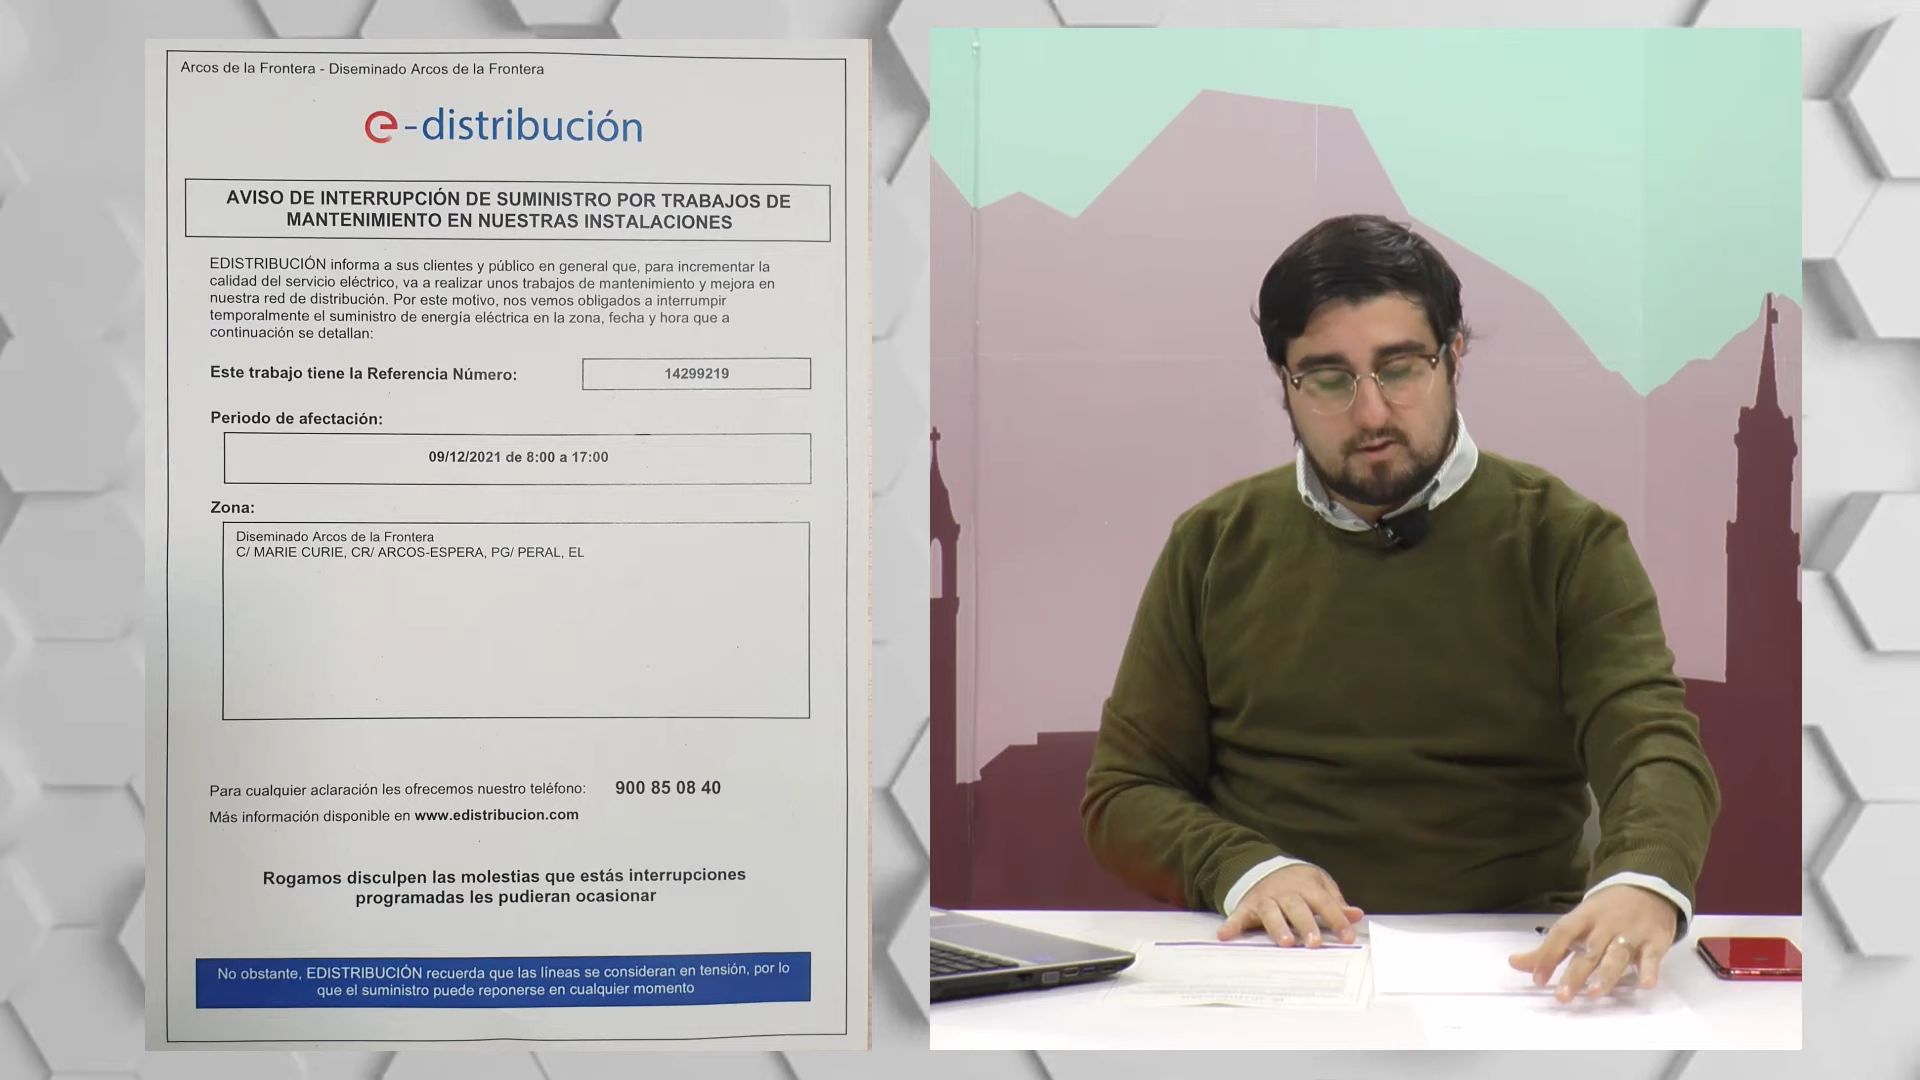 Arcos de la Frontera - Diseminado Arcos de la Frontera
e-distribución
AVISO DE INTERRUPCIÓN DE SUMINISTRO POR TRABAJOS DE
MANTENIMIENTO EN NUESTRAS INSTALACIONES
EDISTRIBUCIÓN informa a sus clientes y público en general que, para incrementar la
calidad del servicio eléctrico, va a realizar unos trabajos de mantenimiento y mejora en
nuestra red de distribución. Por este motivo, nos vemos obligados a interrumpir
temporalmente el suministro de energía eléctrica en la zona, fecha y hora que a
continuación se detallan:
Este trabajo tiene la Referencia Número: 14299219
Periodo de afectación:
09/12/2021 de 8:00 a 17:00
Zona:
Diseminado Arcos de la Frontera
C/ MARIE CURIE, CR/ ARCOS-ESPERA, PG/ PERAL, EL
Para cualquier aclaración les ofrecemos nuestro teléfono: 900 85 08 40
Más información disponible en www.edistribucion.com
Rogamos disculpen las molestias que estás interrupciones
programadas les pudieran ocasionar
No obstante, EDISTRIBUCIÓN recuerda que las líneas se consideran en tensión, por lo
que el suministro puede reponerse en cualquier momento